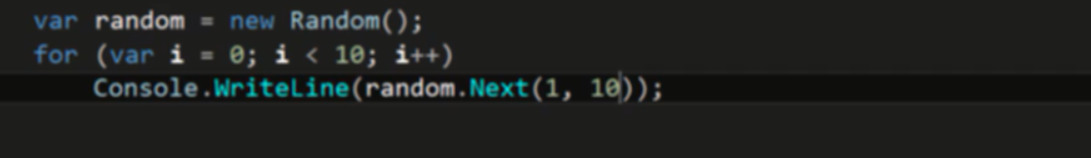 var random = new Random();
for (var i = 0; i < 10; i++)
    Console.WriteLine(random.Next(1, 10));